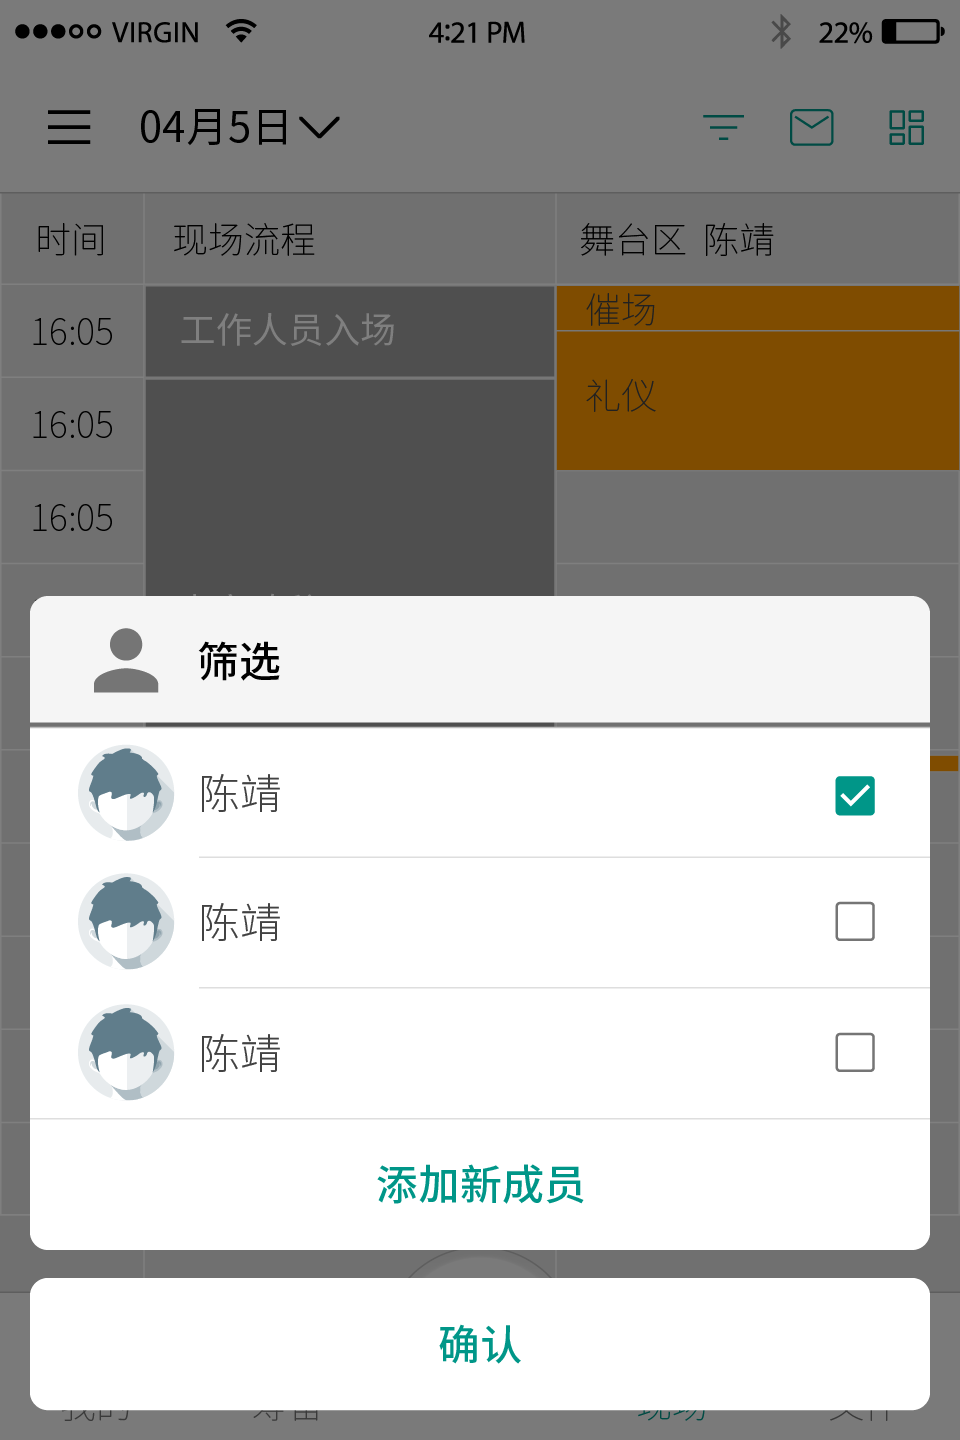 VIRGIN 4:21 PM 22%
04月5日
时间 现场流程 舞台区 陈靖
催场
16:05 工作人员入场
礼仪
16:05
16:05
筛选
陈靖
陈靖
陈靖
添加新成员
确认
现场